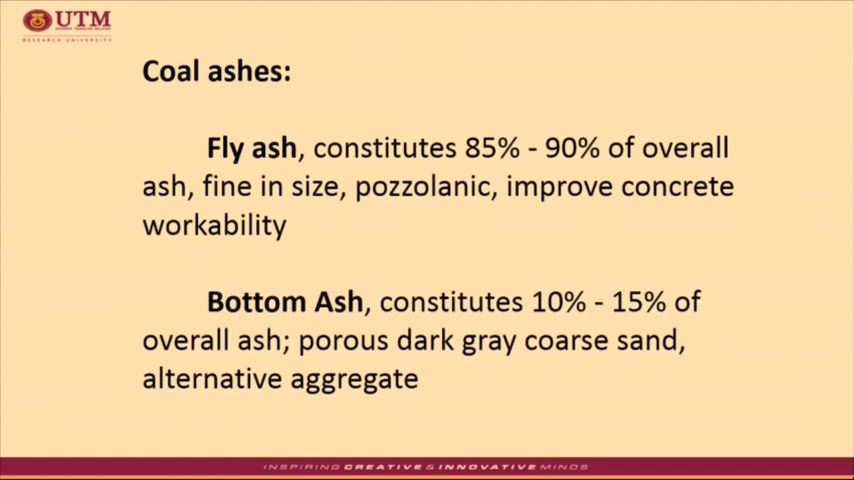 UTM
RESEARCH UNIVERSITY
Coal ashes:
Fly ash, constitutes 85% - 90% of overall
ash, fine in size, pozzolanic, improve concrete
workability
Bottom Ash, constitutes 10% - 15% of
overall ash; porous dark gray coarse sand,
alternative aggregate
INSPIRING CREATIVE & INNOVATIVE MINDS